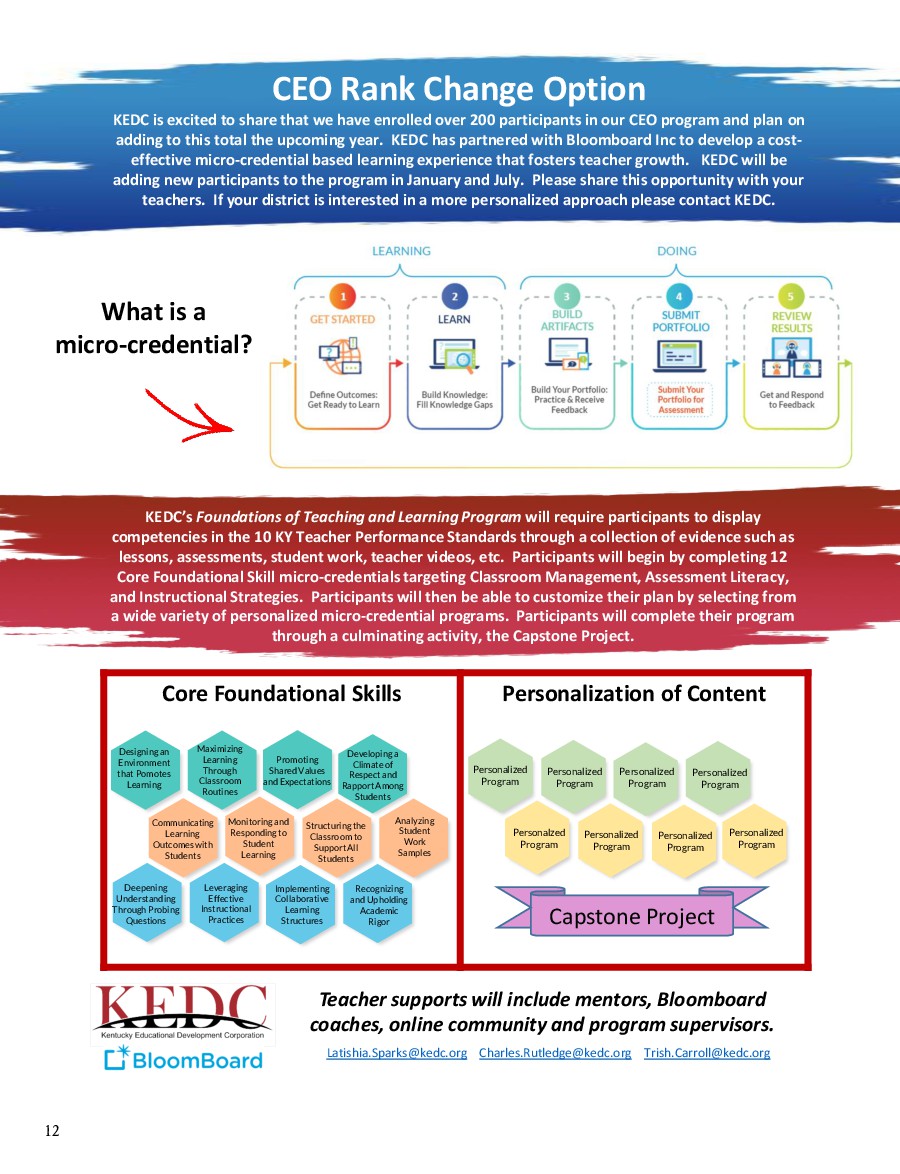 CEO Rank Change Option
KEDC is excited to share that we have enrolled over 200 participants in our CEO program and plan on
adding to this total the upcoming year. KEDC has partnered with Bloomboard Inc to develop a cost-
effective micro-credential based learning experience that fosters teacher growth. KEDC will be
adding new participants to the program in January and July. Please share this opportunity with your
teachers. If your district is interested in a more personalized approach please contact KEDC.
What is a
micro-credential?
LEARNING
DOING
1
GET STARTED
Define Outcomes:
Get Ready to Learn
2
LEARN
Build Knowledge:
Fill Knowledge Gaps
3
BUILD
ARTIFACTS
Build Your Portfolio:
Practice & Receive
Feedback
4
SUBMIT
PORTFOLIO
Submit Your
Portfolio for
Assessment
5
REVIEW
RESULTS
Get and Respond
to Feedback
KEDC's Foundations of Teaching and Learning Program will require participants to display
competencies in the 10 KY Teacher Performance Standards through a collection of evidence such as
lessons, assessments, student work, teacher videos, etc. Participants will begin by completing 12
Core Foundational Skill micro-credentials targeting Classroom Management, Assessment Literacy,
and Instructional Strategies. Participants will then be able to customize their plan by selecting from
a wide variety of personalized micro-credential programs. Participants will complete their program
through a culminating activity, the Capstone Project.
Core Foundational Skills
Designing an
Environment
that Pomotes
Learning
Maximizing
Learning
Through
Classroom
Routines
Promoting
Shared Values
and Expectations
Developing a
Climate of
Respect and
Rapport Among
Students
Communicating
Learning
Outcomes with
Students
Monitoring and
Responding to
Student
Learning
Structuring the
Classroom to
Support All
Students
Analyzing
Student
Work
Samples
Deepening
Understanding
Through Probing
Questions
Leveraging
Effective
Instructional
Practices
Implementing
Collaborative
Learning
Structures
Recognizing
and Upholding
Academic
Rigor
Personalization of Content
Personalized
Program
Personalized
Program
Personalized
Program
Personalized
Program
Personalzed
Program
Personalized
Program
Personalized
Program
Personalized
Program
Capstone Project
KEDC
Kentucky Educational Development Corporation
BloomBoard
Teacher supports will include mentors, Bloomboard
coaches, online community and program supervisors.
Latishia.Sparks@kedc.org Charles.Rutledge@kedc.org Trish.Carroll@kedc.org
12